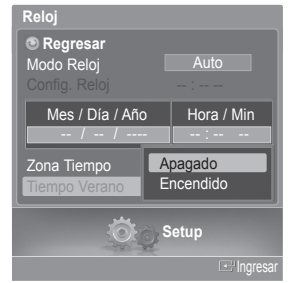 Reloj
Regresar
Modo Reloj Auto
Config. Reloj -- : -- --
Mes / Día / Año Hora / Min
-- / -- / ---- -- : -- --
Zona Tiempo Apagado
Tiempo Verano Encendido
Setup
Ingresar